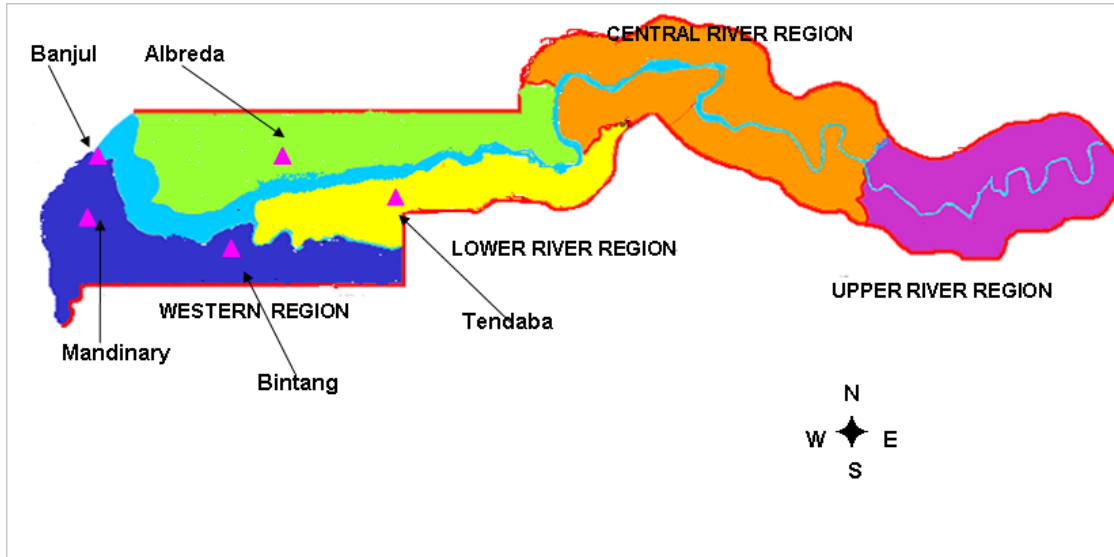 CENTRAL RIVER REGION
Banjul
Albreda
LOWER RIVER REGION
UPPER RIVER REGION
WESTERN REGION
Tendaba
Mandinary
Bintang
N
W E
S